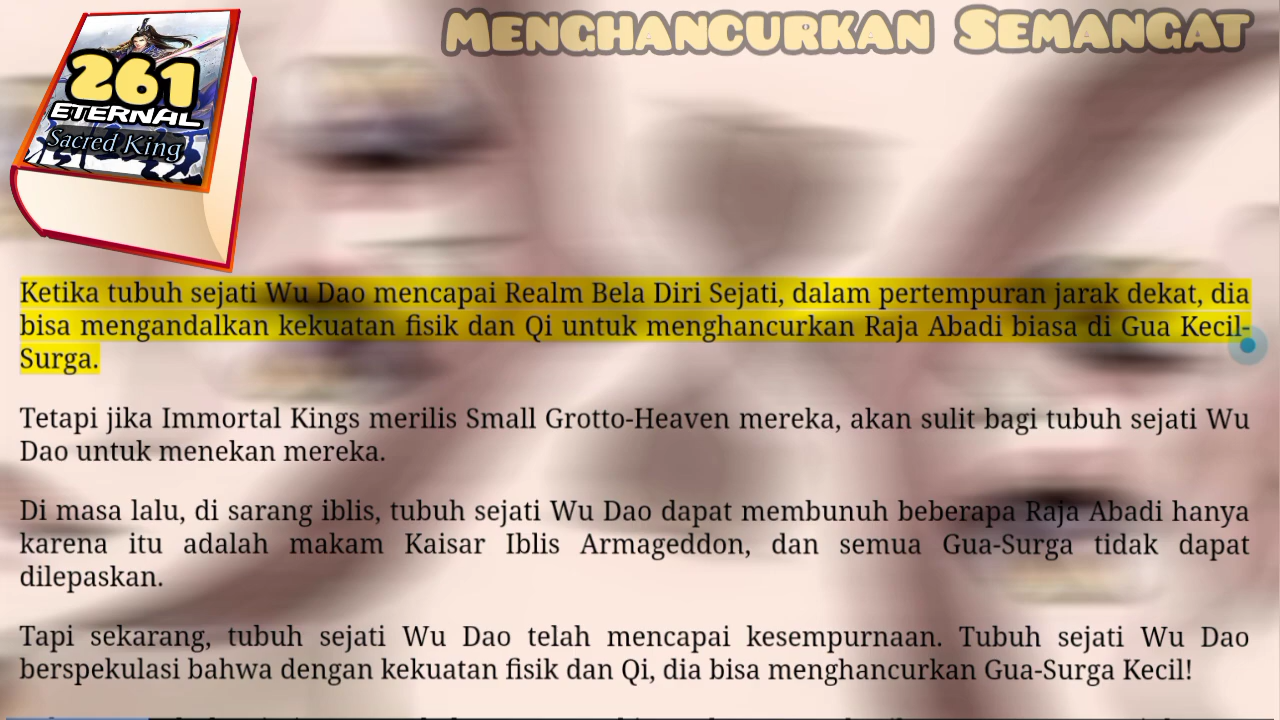 Menghancurkan Semangat
261
ETERNAL
Sacred King
Ketika tubuh sejati Wu Dao mencapai Realm Bela Diri Sejati, dalam pertempuran jarak dekat, dia
bisa mengandalkan kekuatan fisik dan Qi untuk menghancurkan Raja Abadi biasa di Gua Kecil-
Surga.
Tetapi jika Immortal Kings merilis Small Grotto-Heaven mereka, akan sulit bagi tubuh sejati Wu
Dao untuk menekan mereka.
Di masa lalu, di sarang iblis, tubuh sejati Wu Dao dapat membunuh beberapa Raja Abadi hanya
karena itu adalah makam Kaisar Iblis Armageddon, dan semua Gua-Surga tidak dapat
dilepaskan.
Tapi sekarang, tubuh sejati Wu Dao telah mencapai kesempurnaan. Tubuh sejati Wu Dao
berspekulasi bahwa dengan kekuatan fisik dan Qi, dia bisa menghancurkan Gua-Surga Kecil!